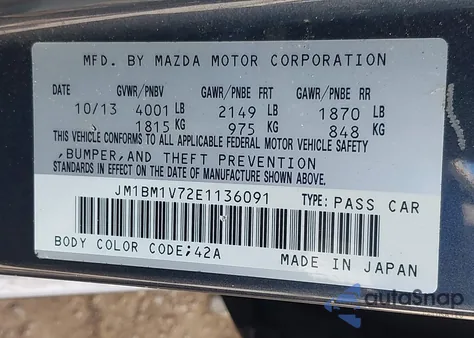 MFD. BY MAZDA MOTOR CORPORATION
DATE GVWR/PNBV GAWR/PNBE FRT GAWR/PNBE RR
10/13 4001 LB 2149 LB 1870 LB
1815 KG 975 KG 848 KG
THIS VEHICLE CONFORMS TO ALL APPLICABLE FEDERAL MOTOR VEHICLE SAFETY
,BUMPER,AND THEFT PREVENTION
STANDARDS IN EFFECT ON THE DATE OF MANUFACTURE SHOWN ABOVE.
JM1BM1V72E1136091 TYPE: PASS CAR
BODY COLOR CODE;42A
MADE IN JAPAN
autoSnap